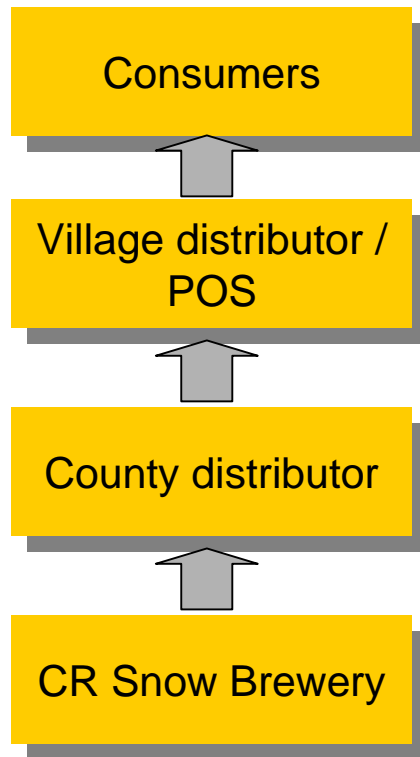 Consumers
Village distributor /
POS
County distributor
CR Snow Brewery